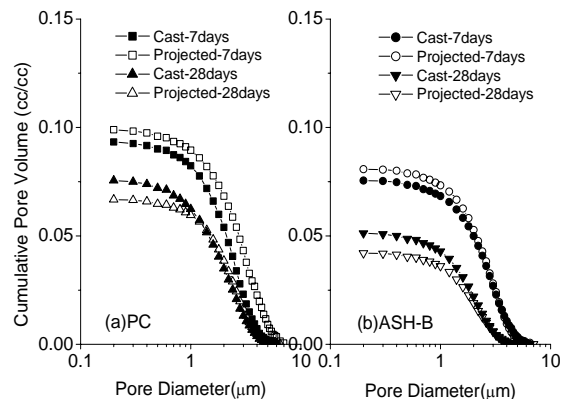 0.15
0.10
0.05
0.00
Cumulative Pore Volume (cc/cc)
Cast-7days
Projected-7days
Cast-28days
Projected-28days
(a)PC
0.1
1
10
Pore Diameter(μm)
0.15
0.10
0.05
0.00
Cast-7days
Projected-7days
Cast-28days
Projected-28days
(b)ASH-B
0.1
1
10
Pore Diameter(μm)